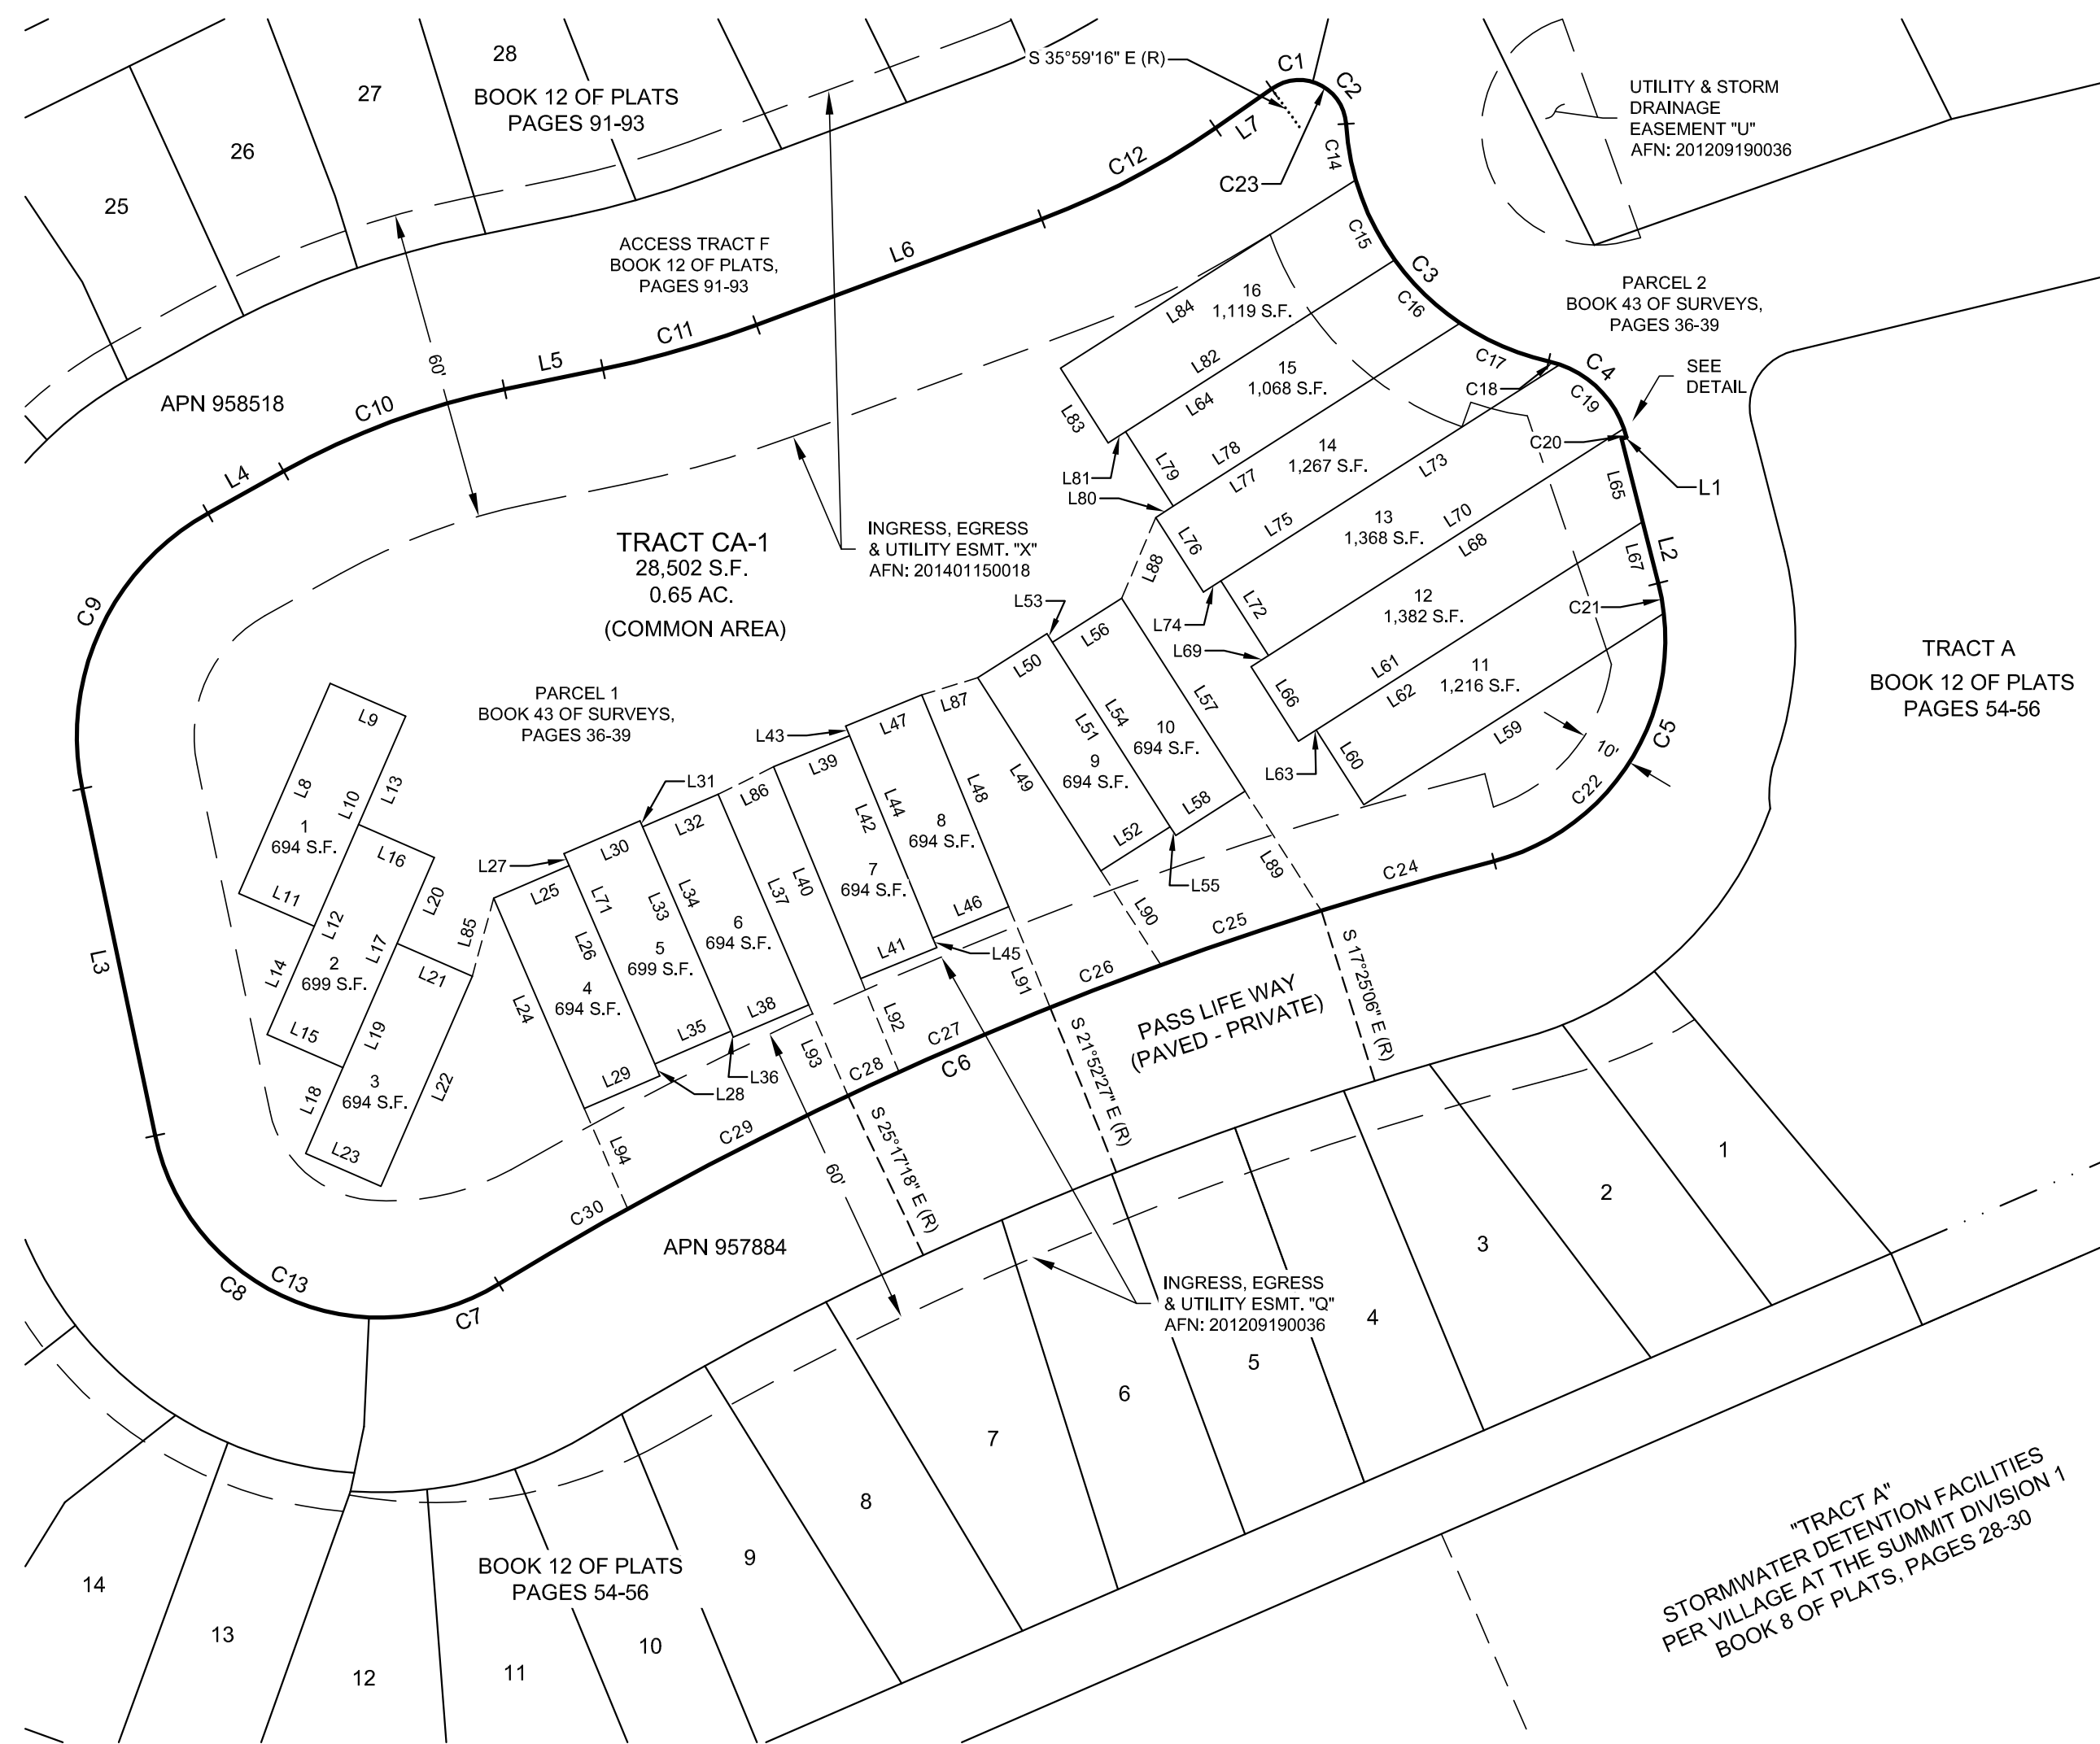 28
27
26
25
BOOK 12 OF PLATS
PAGES 91-93
S 35°59'16" E (R)
C1
C2
L7
C14
C23
C12
UTILITY & STORM
DRAINAGE
EASEMENT "U"
AFN: 201209190036
ACCESS TRACT F
BOOK 12 OF PLATS,
PAGES 91-93
L6
C15
C3
C16
PARCEL 2
BOOK 43 OF SURVEYS,
PAGES 36-39
C11
L5
60'
APN 958518
C10
L4
L84
16
1,119 S.F.
L82
15
1,068 S.F.
L64
C17
C4
C18
C19
SEE
DETAIL
L83
C20
L81
L79
L78
14
1,267 S.F.
L77
L73
L80
L65
L1
TRACT CA-1
28,502 S.F.
0.65 AC.
(COMMON AREA)
INGRESS, EGRESS
& UTILITY ESMT. "X"
AFN: 201401150018
L76
L75
13
1,368 S.F.
L70
L68
L88
L67
L2
C9
L53
L74
L72
12
1,382 S.F.
C21
L56
L50
L69
L61
11
1,216 S.F.
L62
L66
TRACT A
BOOK 12 OF PLATS
PAGES 54-56
PARCEL 1
BOOK 43 OF SURVEYS,
PAGES 36-39
L87
L57
L9
L43
L47
L54
L51
10
694 S.F.
L59
L60
L63
10'
C5
C22
L8
L13
L10
L31
L39
L86
L48
L49
9
694 S.F.
L58
1
694 S.F.
L16
L27
L30
L32
L42
L44
8
694 S.F.
L52
L11
L20
L25
L71
L37
L40
7
694 S.F.
L46
L55
L89
C24
L12
L17
L85
L33
L34
6
694 S.F.
L90
C25
L3
L14
2
699 S.F.
L21
L26
5
699 S.F.
L41
L45
L24
4
694 S.F.
L38
L91
C26
S 17°25'06" E (R)
L15
L19
L35
L92
C27
PASS LIFE WAY
(PAVED - PRIVATE)
S 21°52'27" E (R)
L18
3
694 S.F.
L22
L29
L36
L28
L93
C28
C6
L23
L94
C29
S 25°17'18" E (R)
60'
C30
APN 957884
C13
C8
C7
INGRESS, EGRESS
& UTILITY ESMT. "Q"
AFN: 201209190036
1
2
3
4
5
6
7
8
9
10
11
12
13
14
BOOK 12 OF PLATS
PAGES 54-56
"TRACT A"
STORMWATER DETENTION FACILITIES
PER VILLAGE AT THE SUMMIT DIVISION 1
BOOK 8 OF PLATS, PAGES 28-30